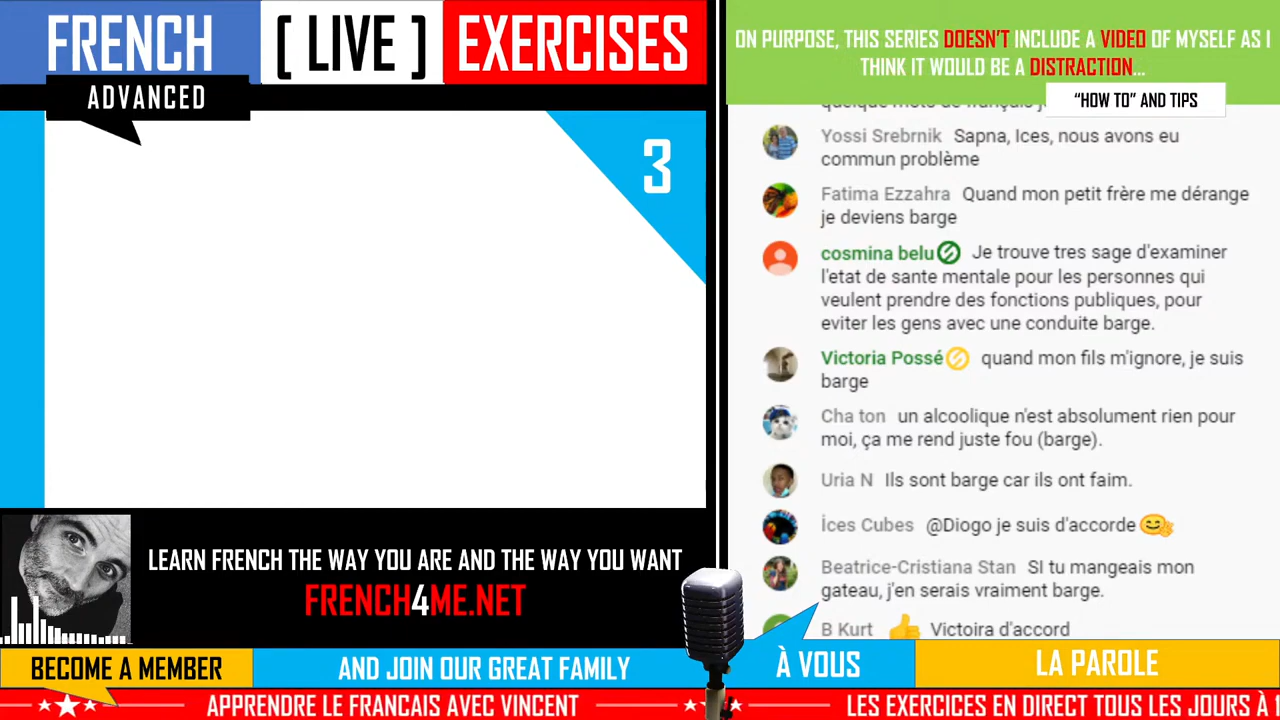 FRENCH [ LIVE ] EXERCISES
ADVANCED
3
LEARN FRENCH THE WAY YOU ARE AND THE WAY YOU WANT
FRENCH4ME.NET
BECOME A MEMBER
AND JOIN OUR GREAT FAMILY
ON PURPOSE, THIS SERIES DOESN'T INCLUDE A VIDEO OF MYSELF AS I
THINK IT WOULD BE A DISTRACTION...
“HOW TO” AND TIPS
Yossi Srebrnik Sapna, Ices, nous avons eu
commun problème
Fatima Ezzahra Quand mon petit frère me dérange
je deviens barge
cosmina belu Je trouve tres sage d'examiner
l'etat de sante mentale pour les personnes qui
veulent prendre des fonctions publiques, pour
eviter les gens avec une conduite barge.
Victoria Possé quand mon fils m'ignore, je suis
barge
Cha ton un alcoolique n'est absolument rien pour
moi, ça me rend juste fou (barge).
Uria N Ils sont barge car ils ont faim.
İces Cubes @Diogo je suis d'accorde
Beatrice-Cristiana Stan SI tu mangeais mon
gateau, j'en serais vraiment barge.
B Kurt Victoira d'accord
À VOUS
LA PAROLE
APPRENDRE LE FRANCAIS AVEC VINCENT
LES EXERCICES EN DIRECT TOUS LES JOURS À